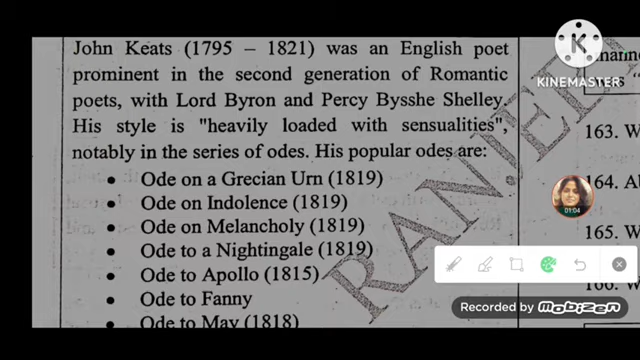 John Keats (1795 – 1821) was an English poet
prominent in the second generation of Romantic
poets, with Lord Byron and Percy Bysshe Shelley.
His style is "heavily loaded with sensualities",
notably in the series of odes. His popular odes are:
• Ode on a Grecian Urn (1819)
• Ode on Indolence (1819)
• Ode on Melancholy (1819)
• Ode to a Nightingale (1819)
• Ode to Apollo (1815)
• Ode to Fanny
• Ode to May (1818)
RANJEET
K
KINEMASTER
163. W
164.
165. W
166. W
01:04
Recorded by mobizen